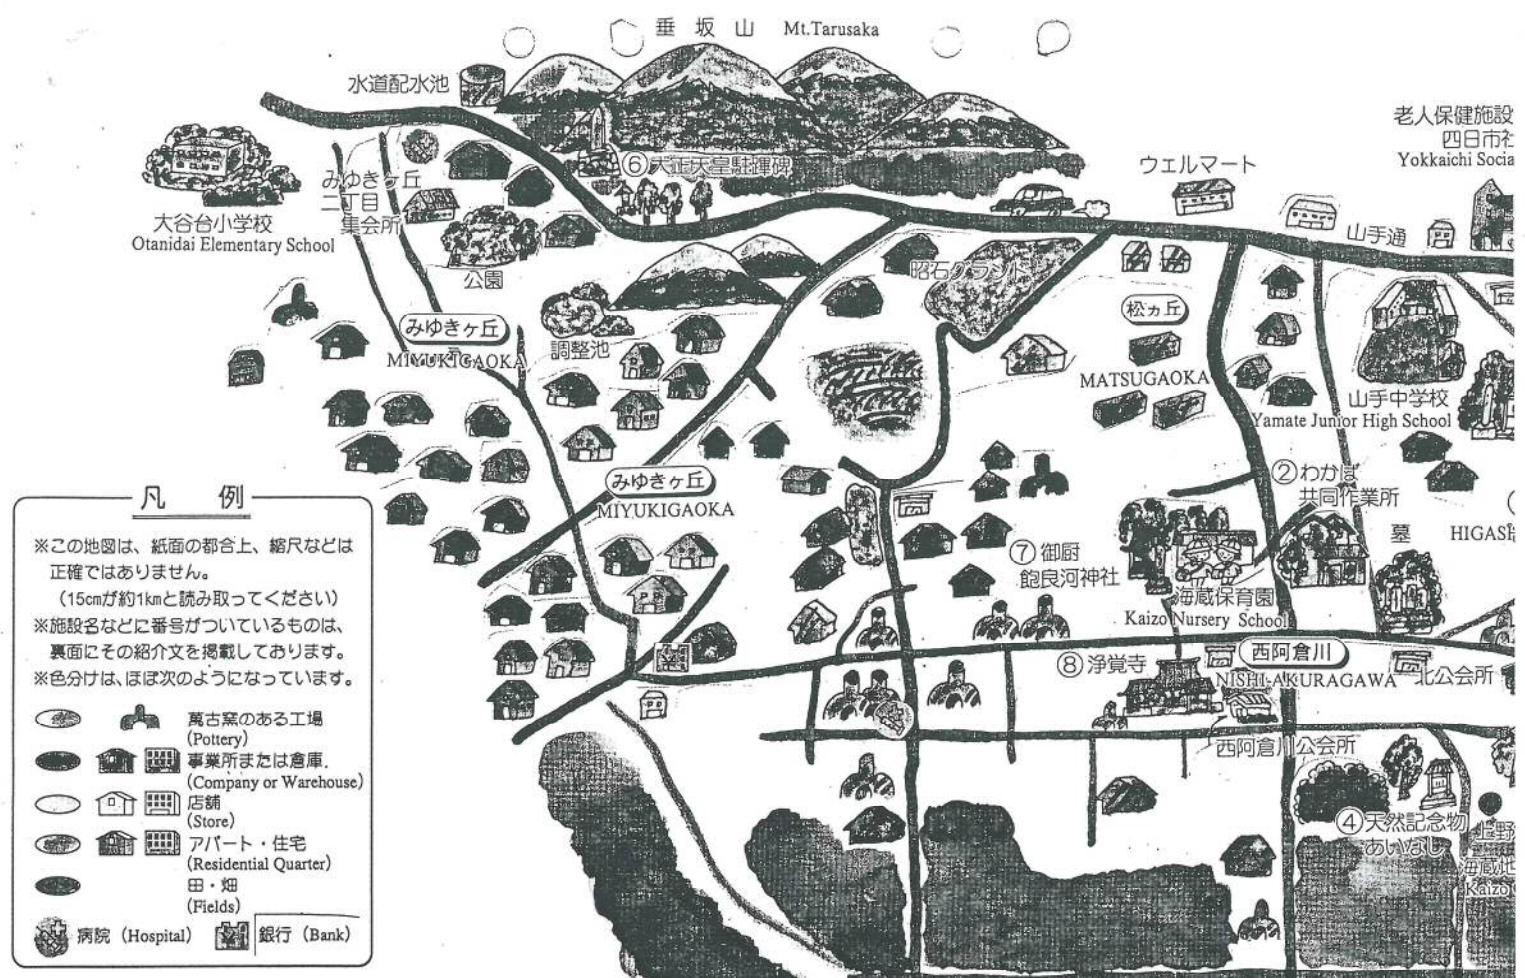 垂坂山 Mt.Tarusaka
水道配水池
老人保健施設
四日市社
Yokkaichi Socia
ウェルマート
⑥大正天皇駐蹕碑
みゆきヶ丘
二丁目
集会所
大谷台小学校
Otanidai Elementary School
山手通
公園
昭石グランド
松ヵ丘
MATSUGAOKA
みゆきヶ丘
MIYUKIGAOKA
調整池
山手中学校
Yamate Junior High School
みゆきヶ丘
MIYUKIGAOKA
②わかば
共同作業所
墓
HIGASH
⑦御厨
飽良河神社
海蔵保育園
Kaizo Nursery School
⑧浄覚寺
西阿倉川
NISHI-AKURAGAWA
北公会所
西阿倉川公会所
④天然記念物
あいなし
上野
海蔵地
Kaizo
凡 例
※この地図は、紙面の都合上、縮尺などは
正確ではありません。
(15cmが約1kmと読み取ってください)
※施設名などに番号がついているものは、
裏面にその紹介文を掲載しております。
※色分けは、ほぼ次のようになっています。
萬古窯のある工場
(Pottery)
事業所または倉庫.
(Company or Warehouse)
店舗
(Store)
アパート・住宅
(Residential Quarter)
田・畑
(Fields)
病院 (Hospital) 銀行 (Bank)